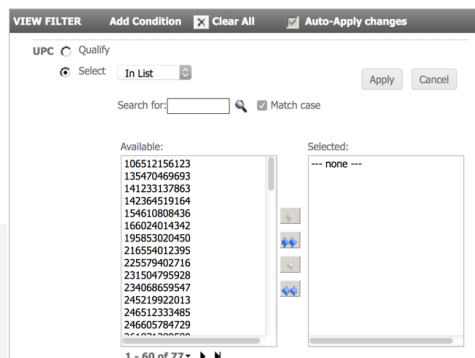 VIEW FILTER Add Condition Clear All Auto-Apply changes
UPC Qualify
Select In List
Apply Cancel
Search for: Match case
Available: Selected:
106512156123 --- none ---
135470469693
141233137863
142364519164
154610808436
166024014342
195853020450
216554012395
225579402716
231504795928
234068659547
245219922013
246512333485
246605784729
1 - 60 of 77